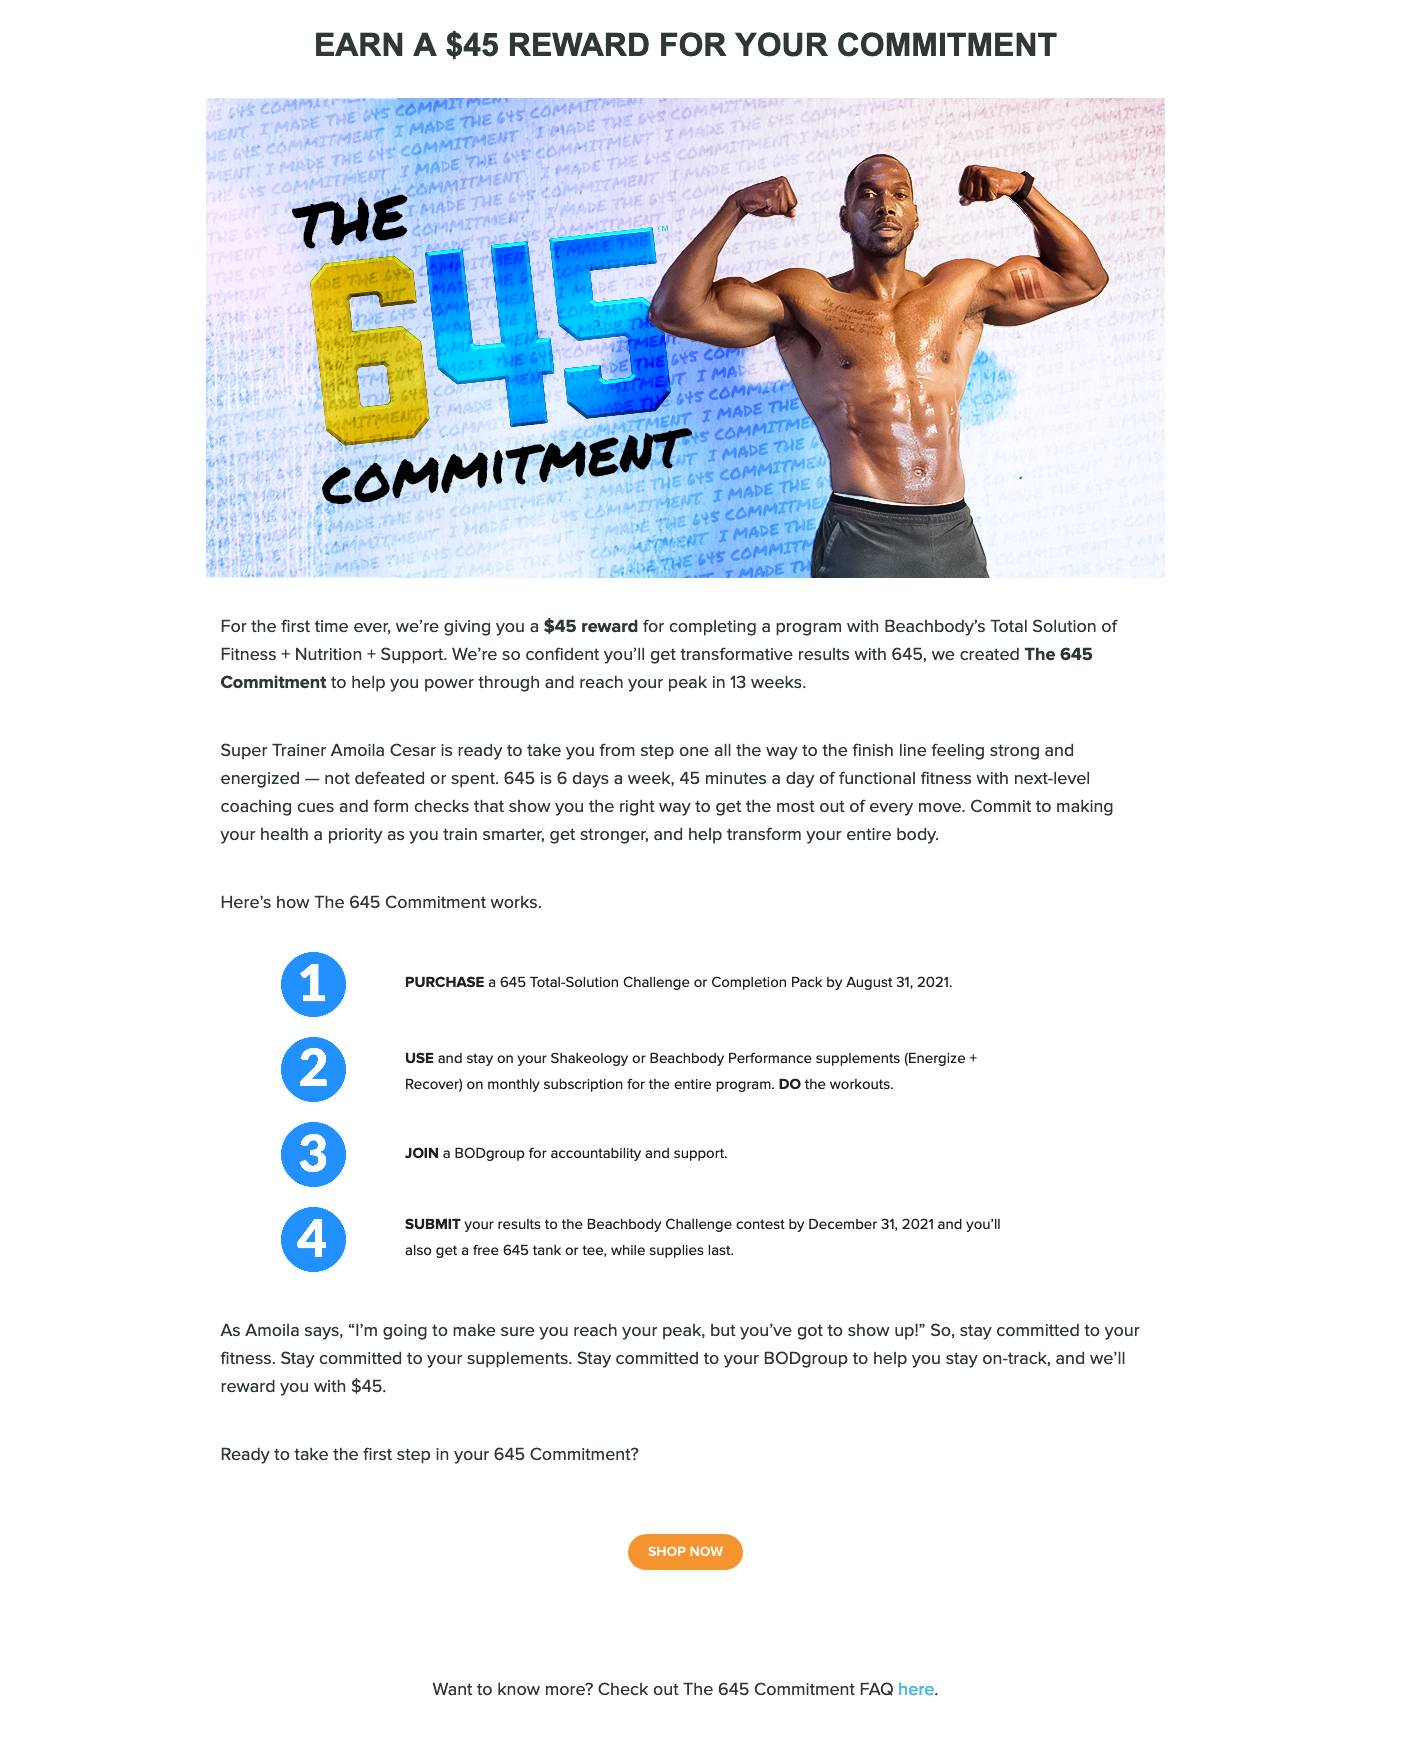 EARN A $45 REWARD FOR YOUR COMMITMENT
THE
645™
COMMITMENT
For the first time ever, we’re giving you a $45 reward for completing a program with Beachbody’s Total Solution of
Fitness + Nutrition + Support. We’re so confident you’ll get transformative results with 645, we created The 645
Commitment to help you power through and reach your peak in 13 weeks.
Super Trainer Amoila Cesar is ready to take you from step one all the way to the finish line feeling strong and
energized — not defeated or spent. 645 is 6 days a week, 45 minutes a day of functional fitness with next-level
coaching cues and form checks that show you the right way to get the most out of every move. Commit to making
your health a priority as you train smarter, get stronger, and help transform your entire body.
Here’s how The 645 Commitment works.
1
PURCHASE a 645 Total-Solution Challenge or Completion Pack by August 31, 2021.
2
USE and stay on your Shakeology or Beachbody Performance supplements (Energize +
Recover) on monthly subscription for the entire program. DO the workouts.
3
JOIN a BODgroup for accountability and support.
4
SUBMIT your results to the Beachbody Challenge contest by December 31, 2021 and you’ll
also get a free 645 tank or tee, while supplies last.
As Amoila says, “I’m going to make sure you reach your peak, but you’ve got to show up!” So, stay committed to your
fitness. Stay committed to your supplements. Stay committed to your BODgroup to help you stay on-track, and we’ll
reward you with $45.
Ready to take the first step in your 645 Commitment?
SHOP NOW
Want to know more? Check out The 645 Commitment FAQ here.